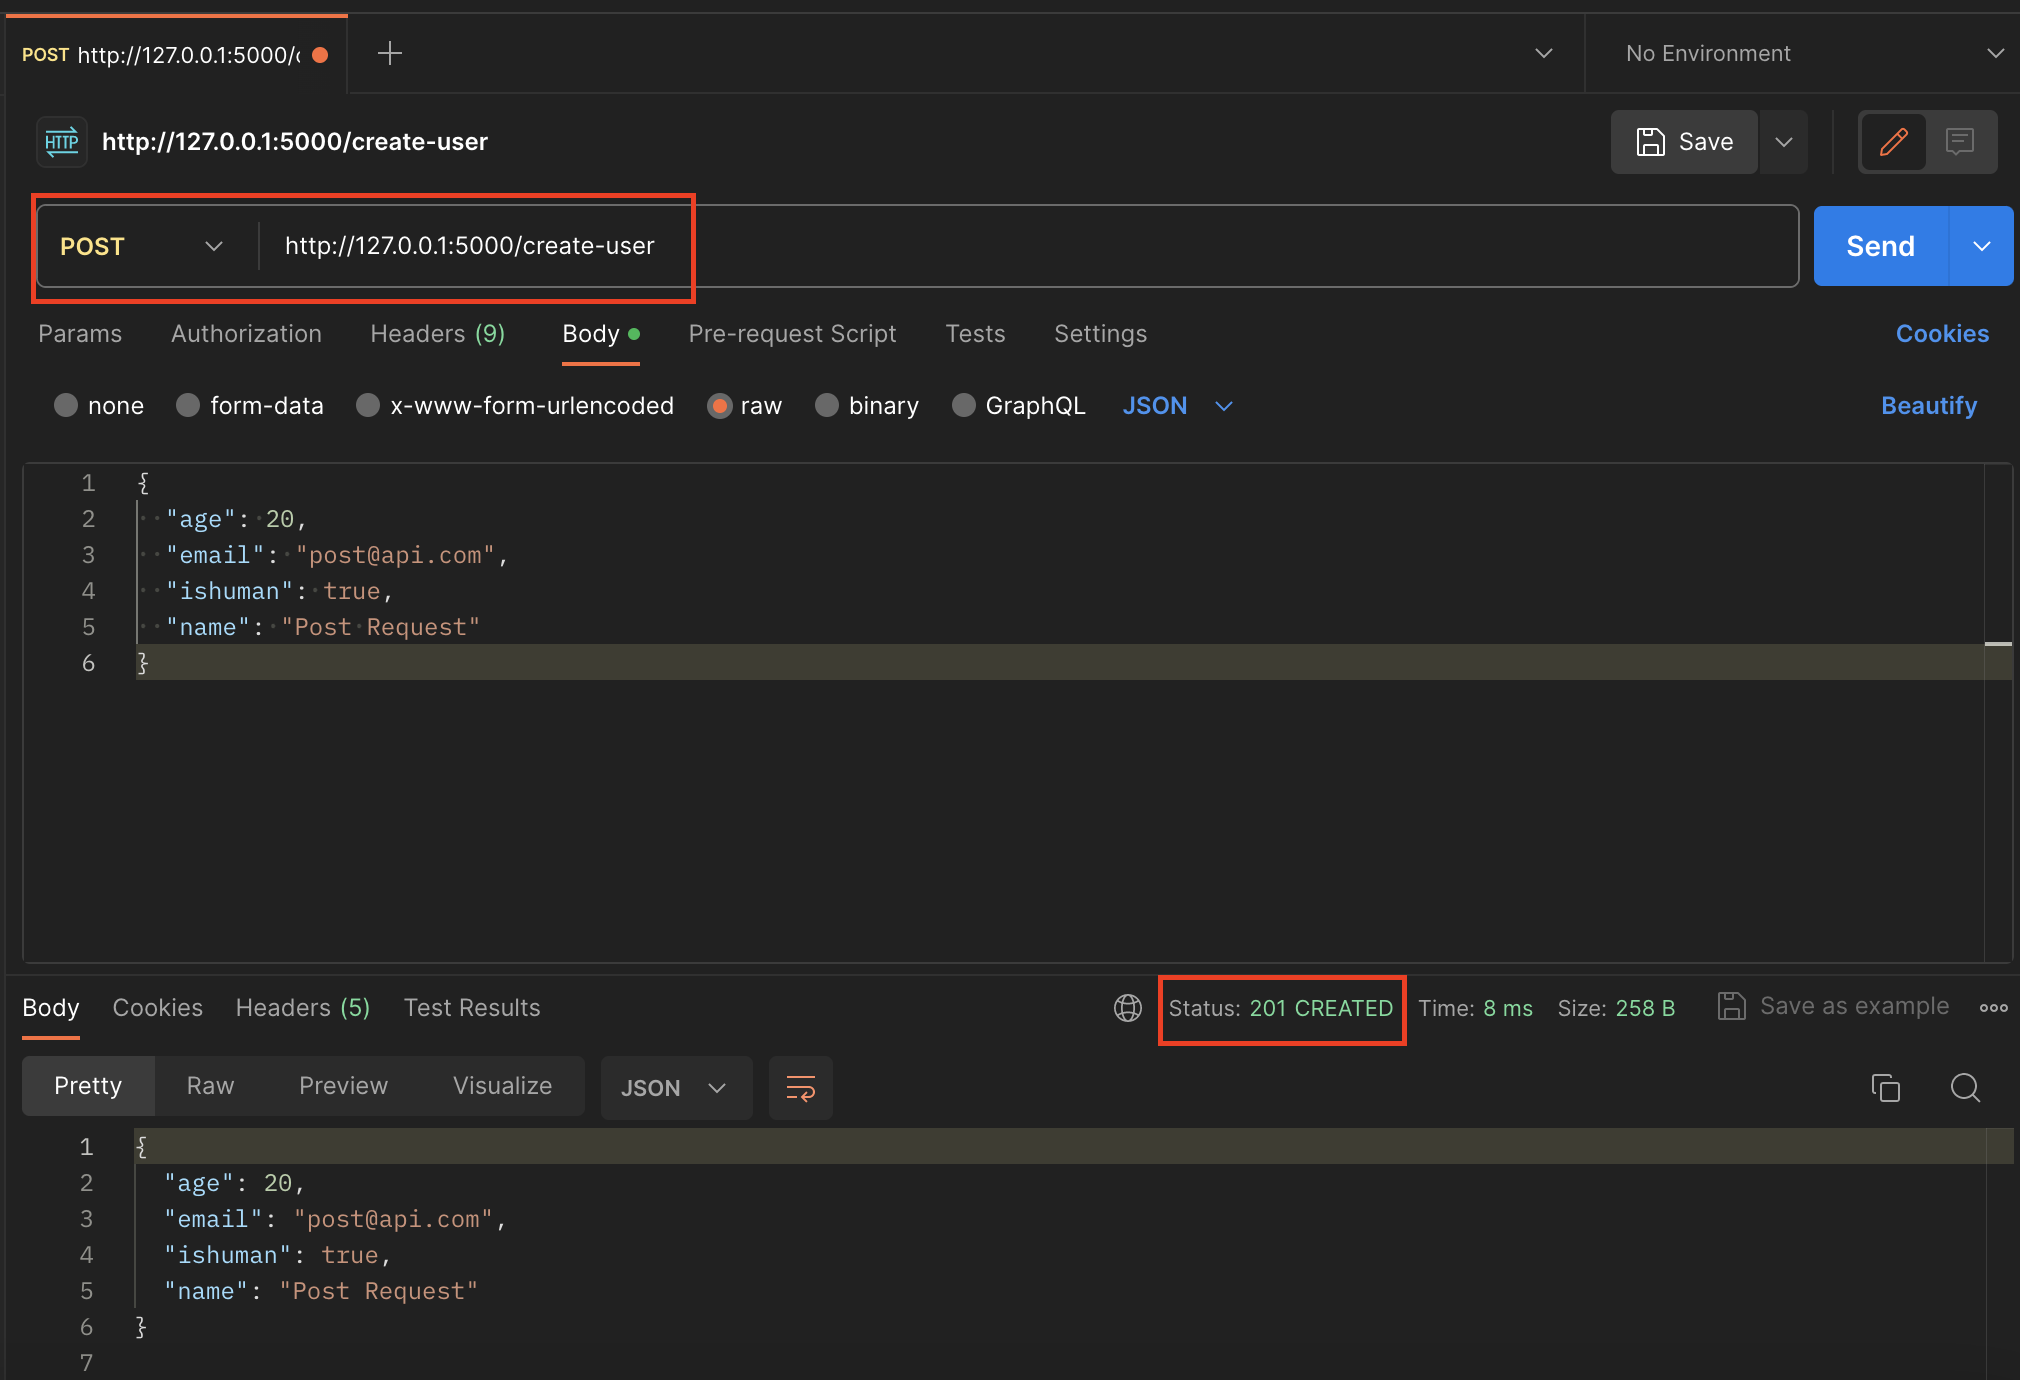 POST http://127.0.0.1:5000/c
No Environment
HTTP http://127.0.0.1:5000/create-user
Save
POST http://127.0.0.1:5000/create-user
Send
Params Authorization Headers (9) Body Pre-request Script Tests Settings Cookies
none form-data x-www-form-urlencoded raw binary GraphQL JSON Beautify
1 {
2 "age": 20,
3 "email": "post@api.com",
4 "ishuman": true,
5 "name": "Post Request"
6 }
Body Cookies Headers (5) Test Results Status: 201 CREATED Time: 8 ms Size: 258 B Save as example
Pretty Raw Preview Visualize JSON
1 {
2 "age": 20,
3 "email": "post@api.com",
4 "ishuman": true,
5 "name": "Post Request"
6 }
7